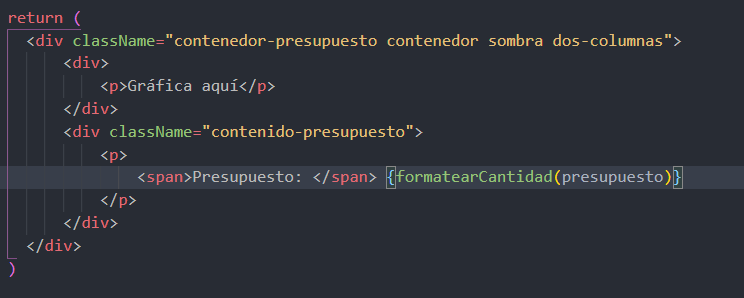 return (
<div className="contenedor-presupuesto contenedor sombra dos-columnas">
<div>
<p>Gráfica aquí</p>
</div>
<div className="contenido-presupuesto">
<p>
<span>Presupuesto: </span> {formatearCantidad(presupuesto)}
</p>
</div>
</div>
)